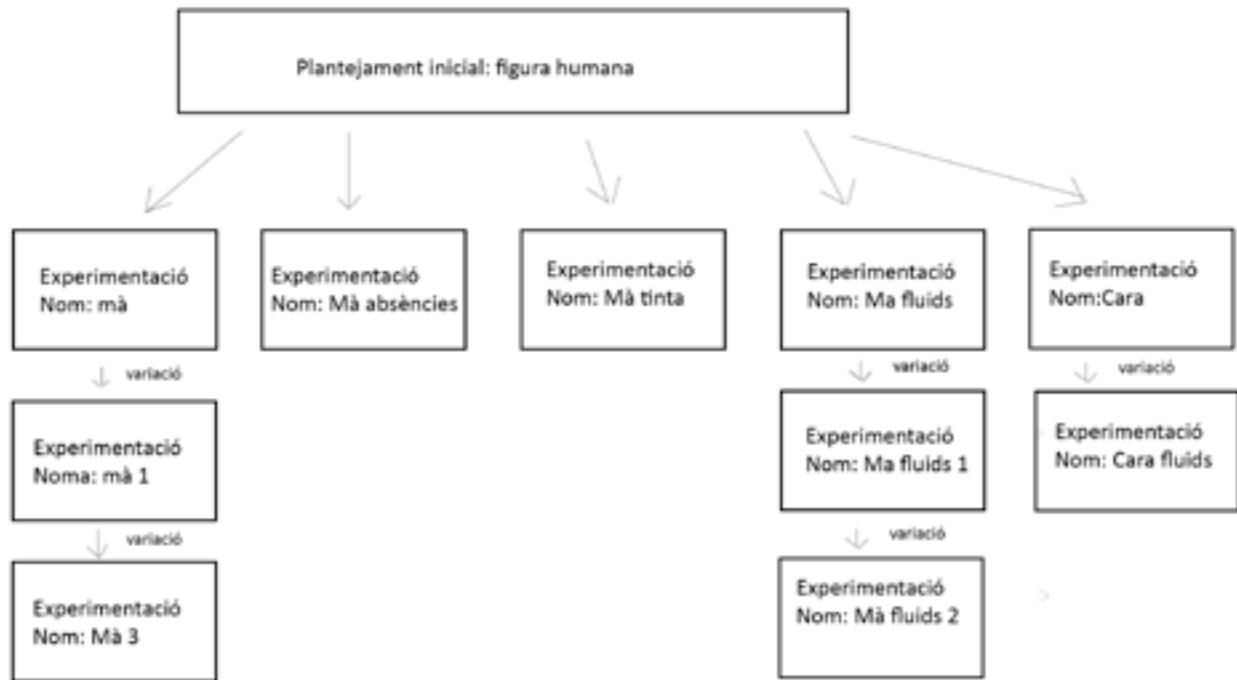 Plantejament inicial: figura humana
Experimentació
Nom: mà
Experimentació
Nom: Mà absències
Experimentació
Nom: Mà tinta
Experimentació
Nom: Ma fluids
Experimentació
Nom:Cara
variació
variació
variació
Experimentació
Noma: mà 1
Experimentació
Nom: Ma fluids 1
Experimentació
Nom: Cara fluids
variació
variació
Experimentació
Nom: Mà 3
Experimentació
Nom: Mà fluids 2